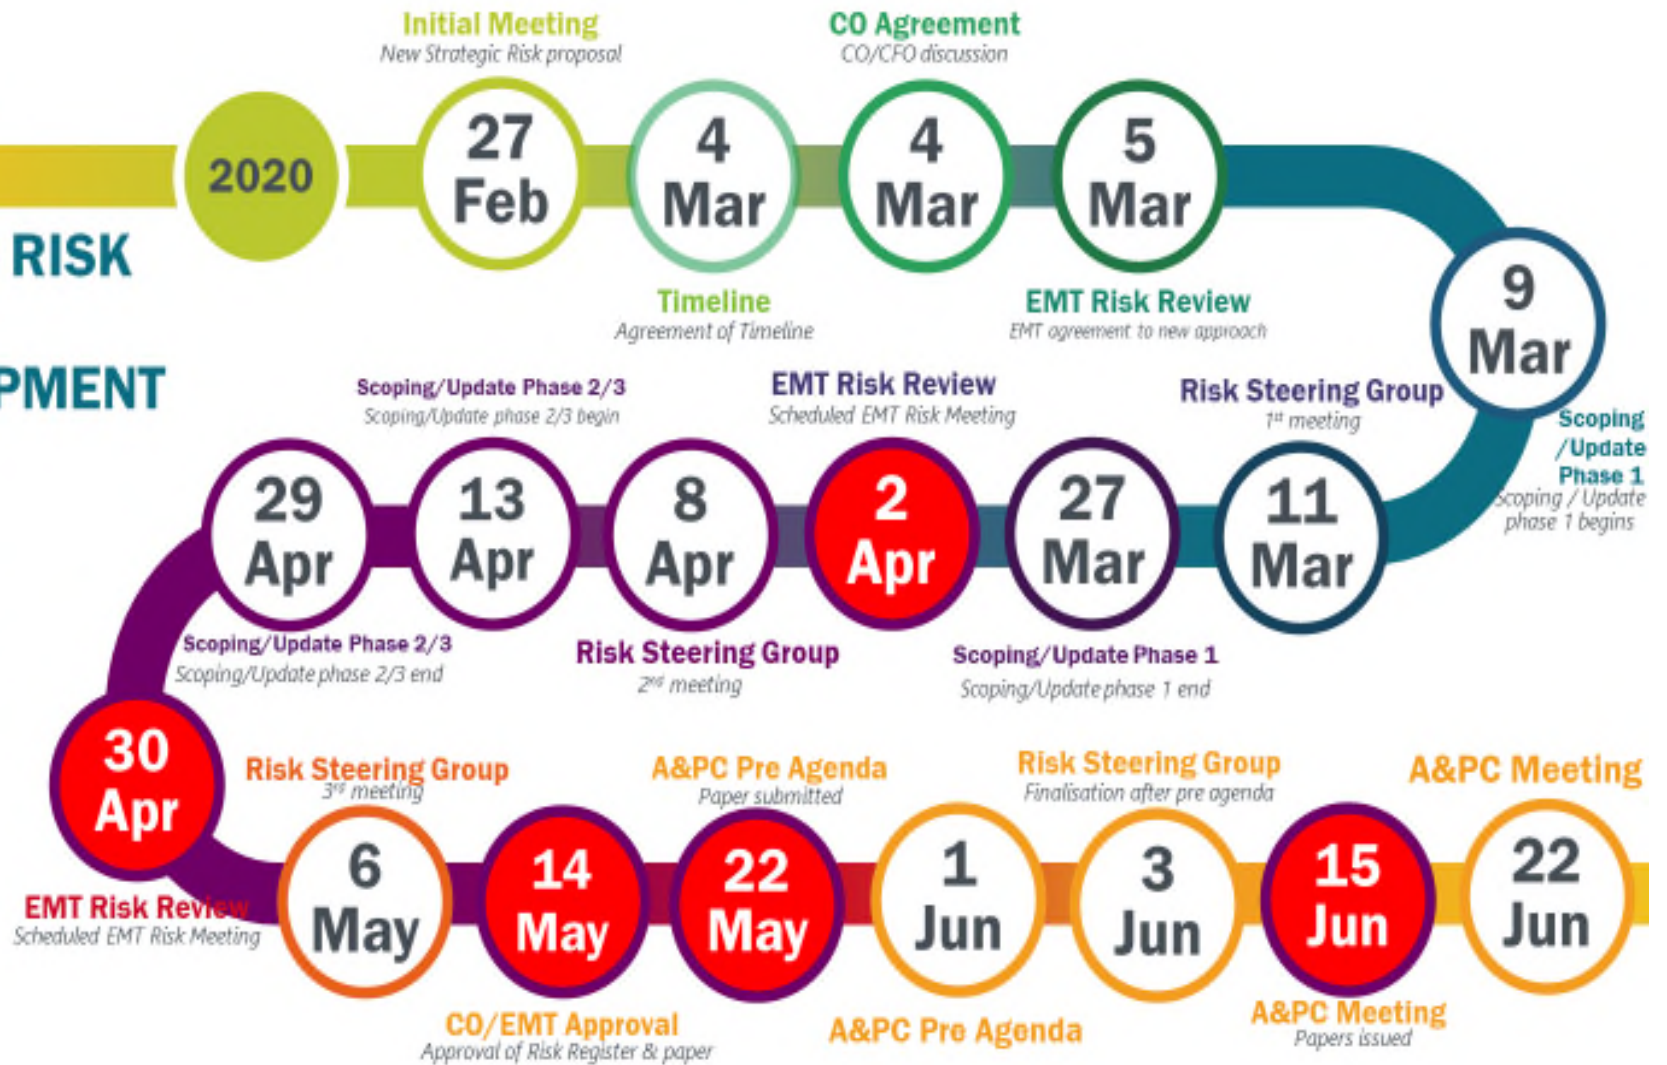 Initial Meeting
New Strategic Risk proposal
CO Agreement
CO/CFO discussion
2020
27
Feb
4
Mar
4
Mar
5
Mar
RISK
Timeline
Agreement of Timeline
EMT Risk Review
EMT agreement to new approach
9
Mar
PMENT
Scoping
/Update
Phase 1
Scoping / Update
phase 1 begins
Risk Steering Group
1st meeting
11
Mar
27
Mar
Scoping/Update Phase 1
Scoping/Update phase 1 end
EMT Risk Review
Scheduled EMT Risk Meeting
2
Apr
8
Apr
Risk Steering Group
2nd meeting
Scoping/Update Phase 2/3
Scoping/Update phase 2/3 begin
13
Apr
29
Apr
Scoping/Update Phase 2/3
Scoping/Update phase 2/3 end
30
Apr
EMT Risk Review
Scheduled EMT Risk Meeting
Risk Steering Group
3rd meeting
6
May
14
May
CO/EMT Approval
Approval of Risk Register & paper
A&PC Pre Agenda
Paper submitted
22
May
1
Jun
A&PC Pre Agenda
Risk Steering Group
Finalisation after pre agenda
3
Jun
15
Jun
A&PC Meeting
Papers issued
A&PC Meeting
22
Jun